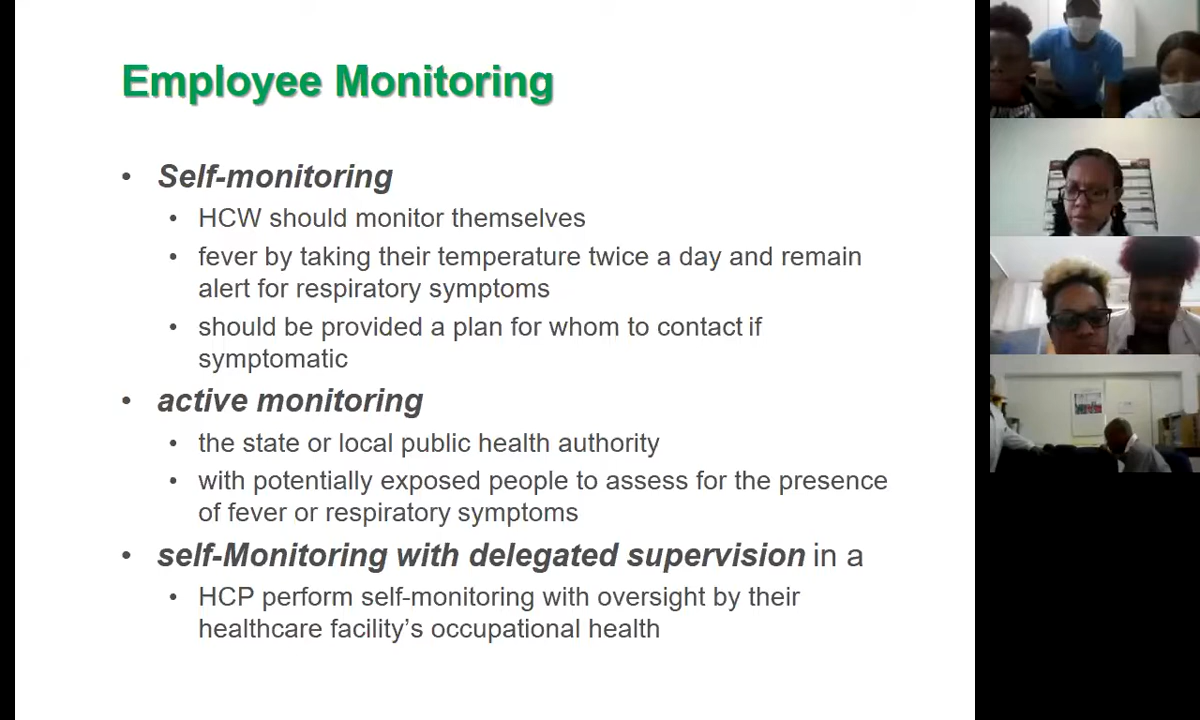 Employee Monitoring
• Self-monitoring
• HCW should monitor themselves
• fever by taking their temperature twice a day and remain
alert for respiratory symptoms
• should be provided a plan for whom to contact if
symptomatic
• active monitoring
• the state or local public health authority
• with potentially exposed people to assess for the presence
of fever or respiratory symptoms
• self-Monitoring with delegated supervision in a
• HCP perform self-monitoring with oversight by their
healthcare facility’s occupational health